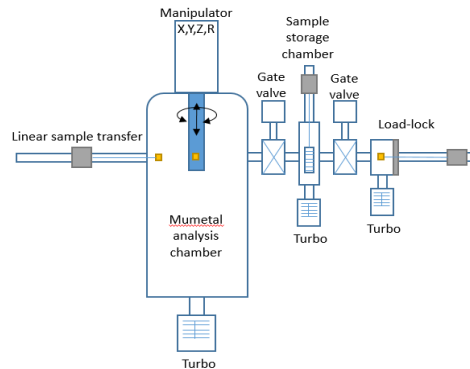 Manipulator
X,Y,Z,R
Sample
storage
chamber
Gate
valve
Gate
valve
Load-lock
Linear sample transfer
Mumetal
analysis
chamber
Turbo
Turbo
Turbo